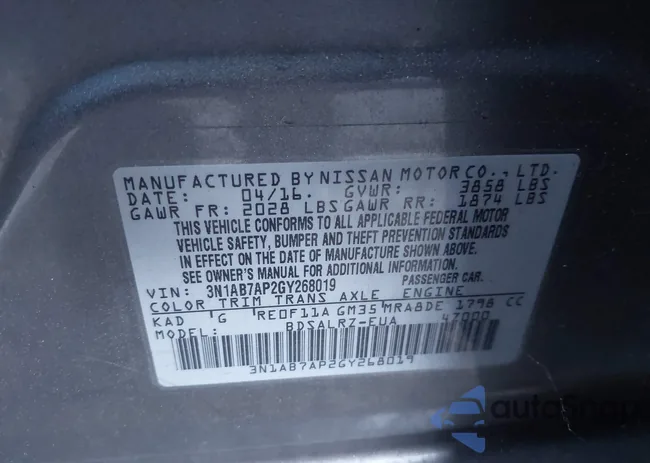 MANUFACTURED BY NISSAN MOTOR CO., LTD.
DATE: 04/16. GVWR: 3858 LBS
GAWR FR: 2028 LBS GAWR RR: 1874 LBS
THIS VEHICLE CONFORMS TO ALL APPLICABLE FEDERAL MOTOR
VEHICLE SAFETY, BUMPER AND THEFT PREVENTION STANDARDS
IN EFFECT ON THE DATE OF MANUFACTURE SHOWN ABOVE.
SEE OWNER'S MANUAL FOR ADDITIONAL INFORMATION.
VIN: 3N1AB7AP2GY268019 PASSENGER CAR.
COLOR TRIM TRANS AXLE ENGINE
KAD G RE0F11A GM35 MRA8DE 1798 CC
MODEL: BDSALRZ-EUA 47000
3N1AB7AP2GY268019
autoSnap